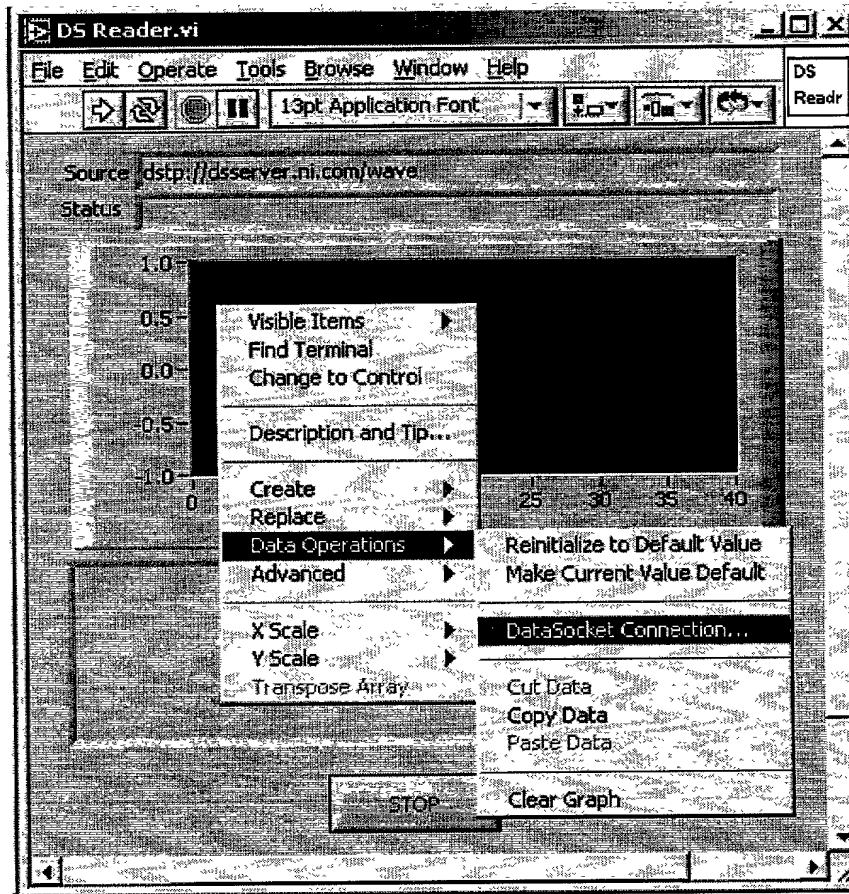 DS Reader.vi
File Edit Operate Tools Browse Window Help
DS
Readr
13pt Application Font
Source dstp://dsserver.ni.com/wave
Status
1.0
0.5
0.0
-0.5
-1.0
0 25 30 35 40
Visible Items
Find Terminal
Change to Control
Description and Tip...
Create
Replace
Data Operations
Advanced
X Scale
Y Scale
Transpose Array
Reinitialize to Default Value
Make Current Value Default
DataSocket Connection...
Cut Data
Copy Data
Paste Data
Clear Graph
STOP